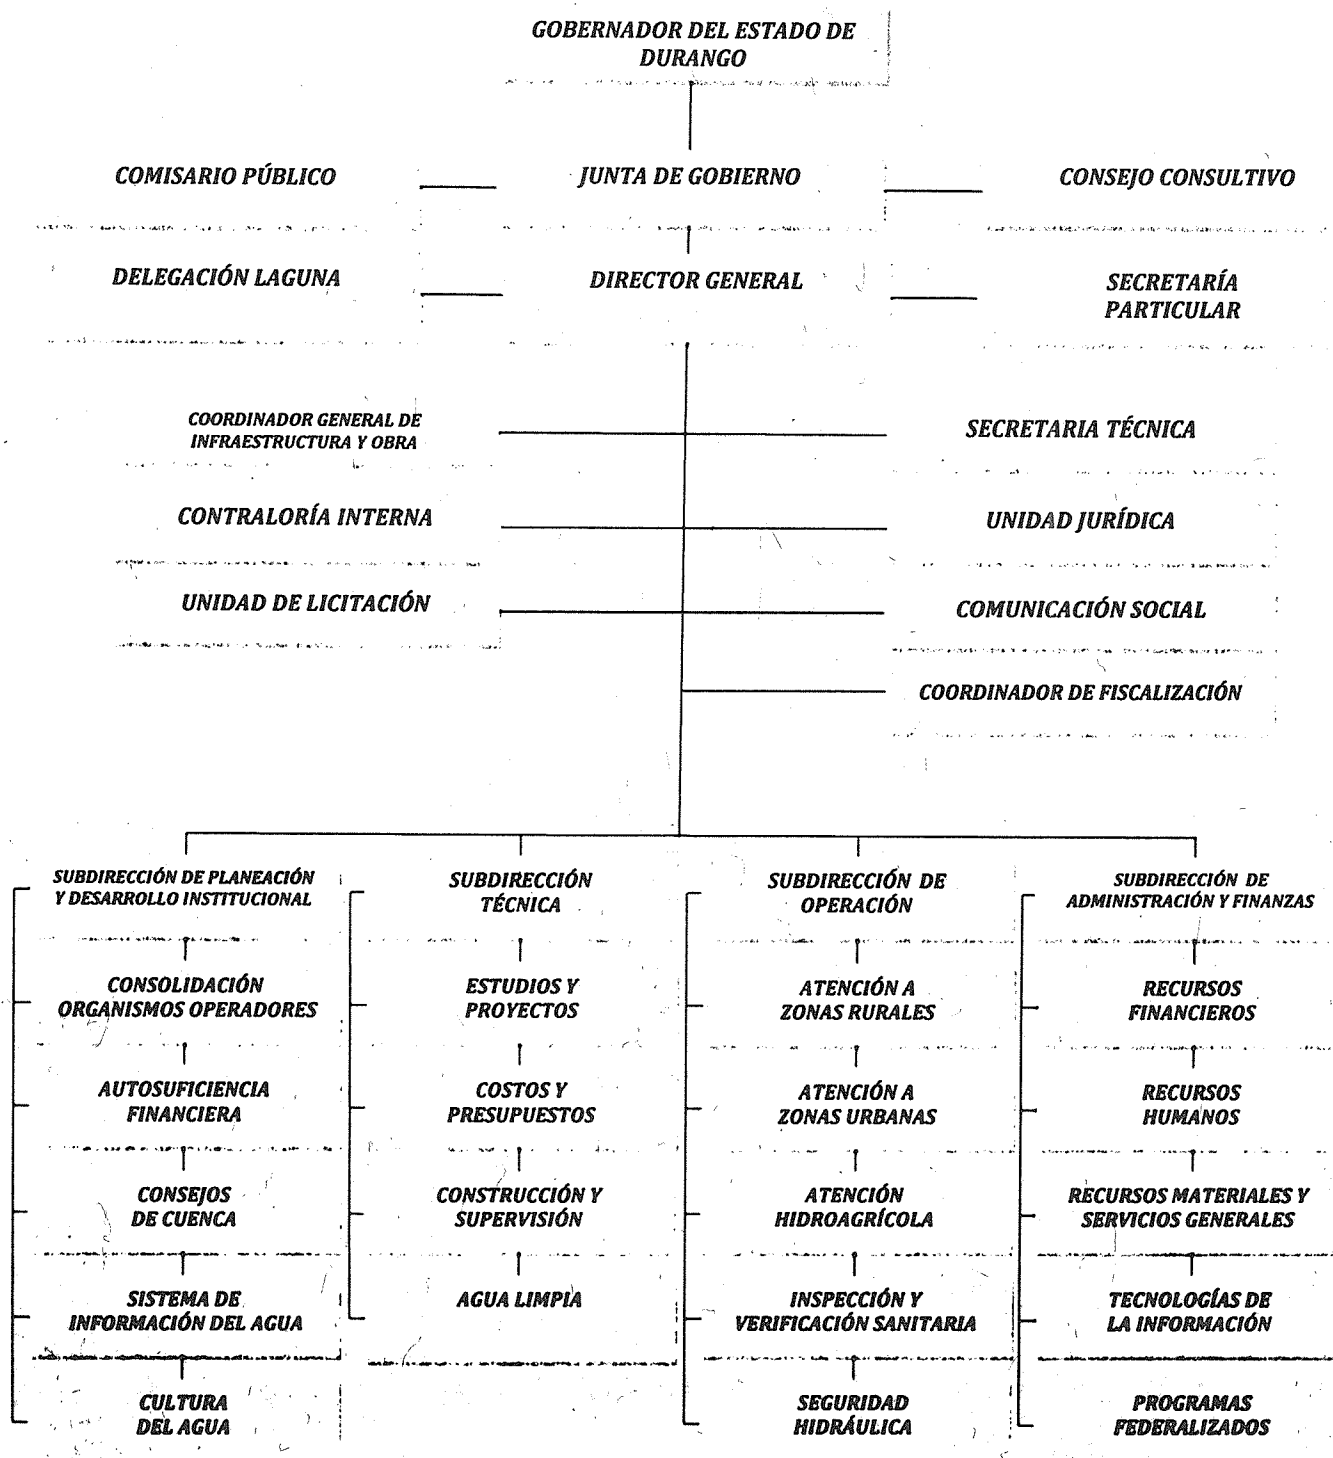 GOBERNADOR DEL ESTADO DE
DURANGO
COMISARIO PÚBLICO
JUNTA DE GOBIERNO
CONSEJO CONSULTIVO
DELEGACIÓN LAGUNA
DIRECTOR GENERAL
SECRETARÍA
PARTICULAR
COORDINADOR GENERAL DE
INFRAESTRUCTURA Y OBRA
SECRETARIA TÉCNICA
CONTRALORÍA INTERNA
UNIDAD JURÍDICA
UNIDAD DE LICITACIÓN
COMUNICACIÓN SOCIAL
COORDINADOR DE FISCALIZACIÓN
SUBDIRECCIÓN DE PLANEACIÓN
Y DESARROLLO INSTITUCIONAL
SUBDIRECCIÓN
TÉCNICA
SUBDIRECCIÓN DE
OPERACIÓN
SUBDIRECCIÓN DE
ADMINISTRACIÓN Y FINANZAS
CONSOLIDACIÓN
ORGANISMOS OPERADORES
ESTUDIOS Y
PROYECTOS
ATENCIÓN A
ZONAS RURALES
RECURSOS
FINANCIEROS
AUTOSUFICIENCIA
FINANCIERA
COSTOS Y
PRESUPUESTOS
ATENCIÓN A
ZONAS URBANAS
RECURSOS
HUMANOS
CONSEJOS
DE CUENCA
CONSTRUCCIÓN Y
SUPERVISIÓN
ATENCIÓN
HIDROAGRÍCOLA
RECURSOS MATERIALES Y
SERVICIOS GENERALES
SISTEMA DE
INFORMACIÓN DEL AGUA
AGUA LIMPIA
INSPECCIÓN Y
VERIFICACIÓN SANITARIA
TECNOLOGÍAS DE
LA INFORMACIÓN
CULTURA
DEL AGUA
SEGURIDAD
HIDRÁULICA
PROGRAMAS
FEDERALIZADOS